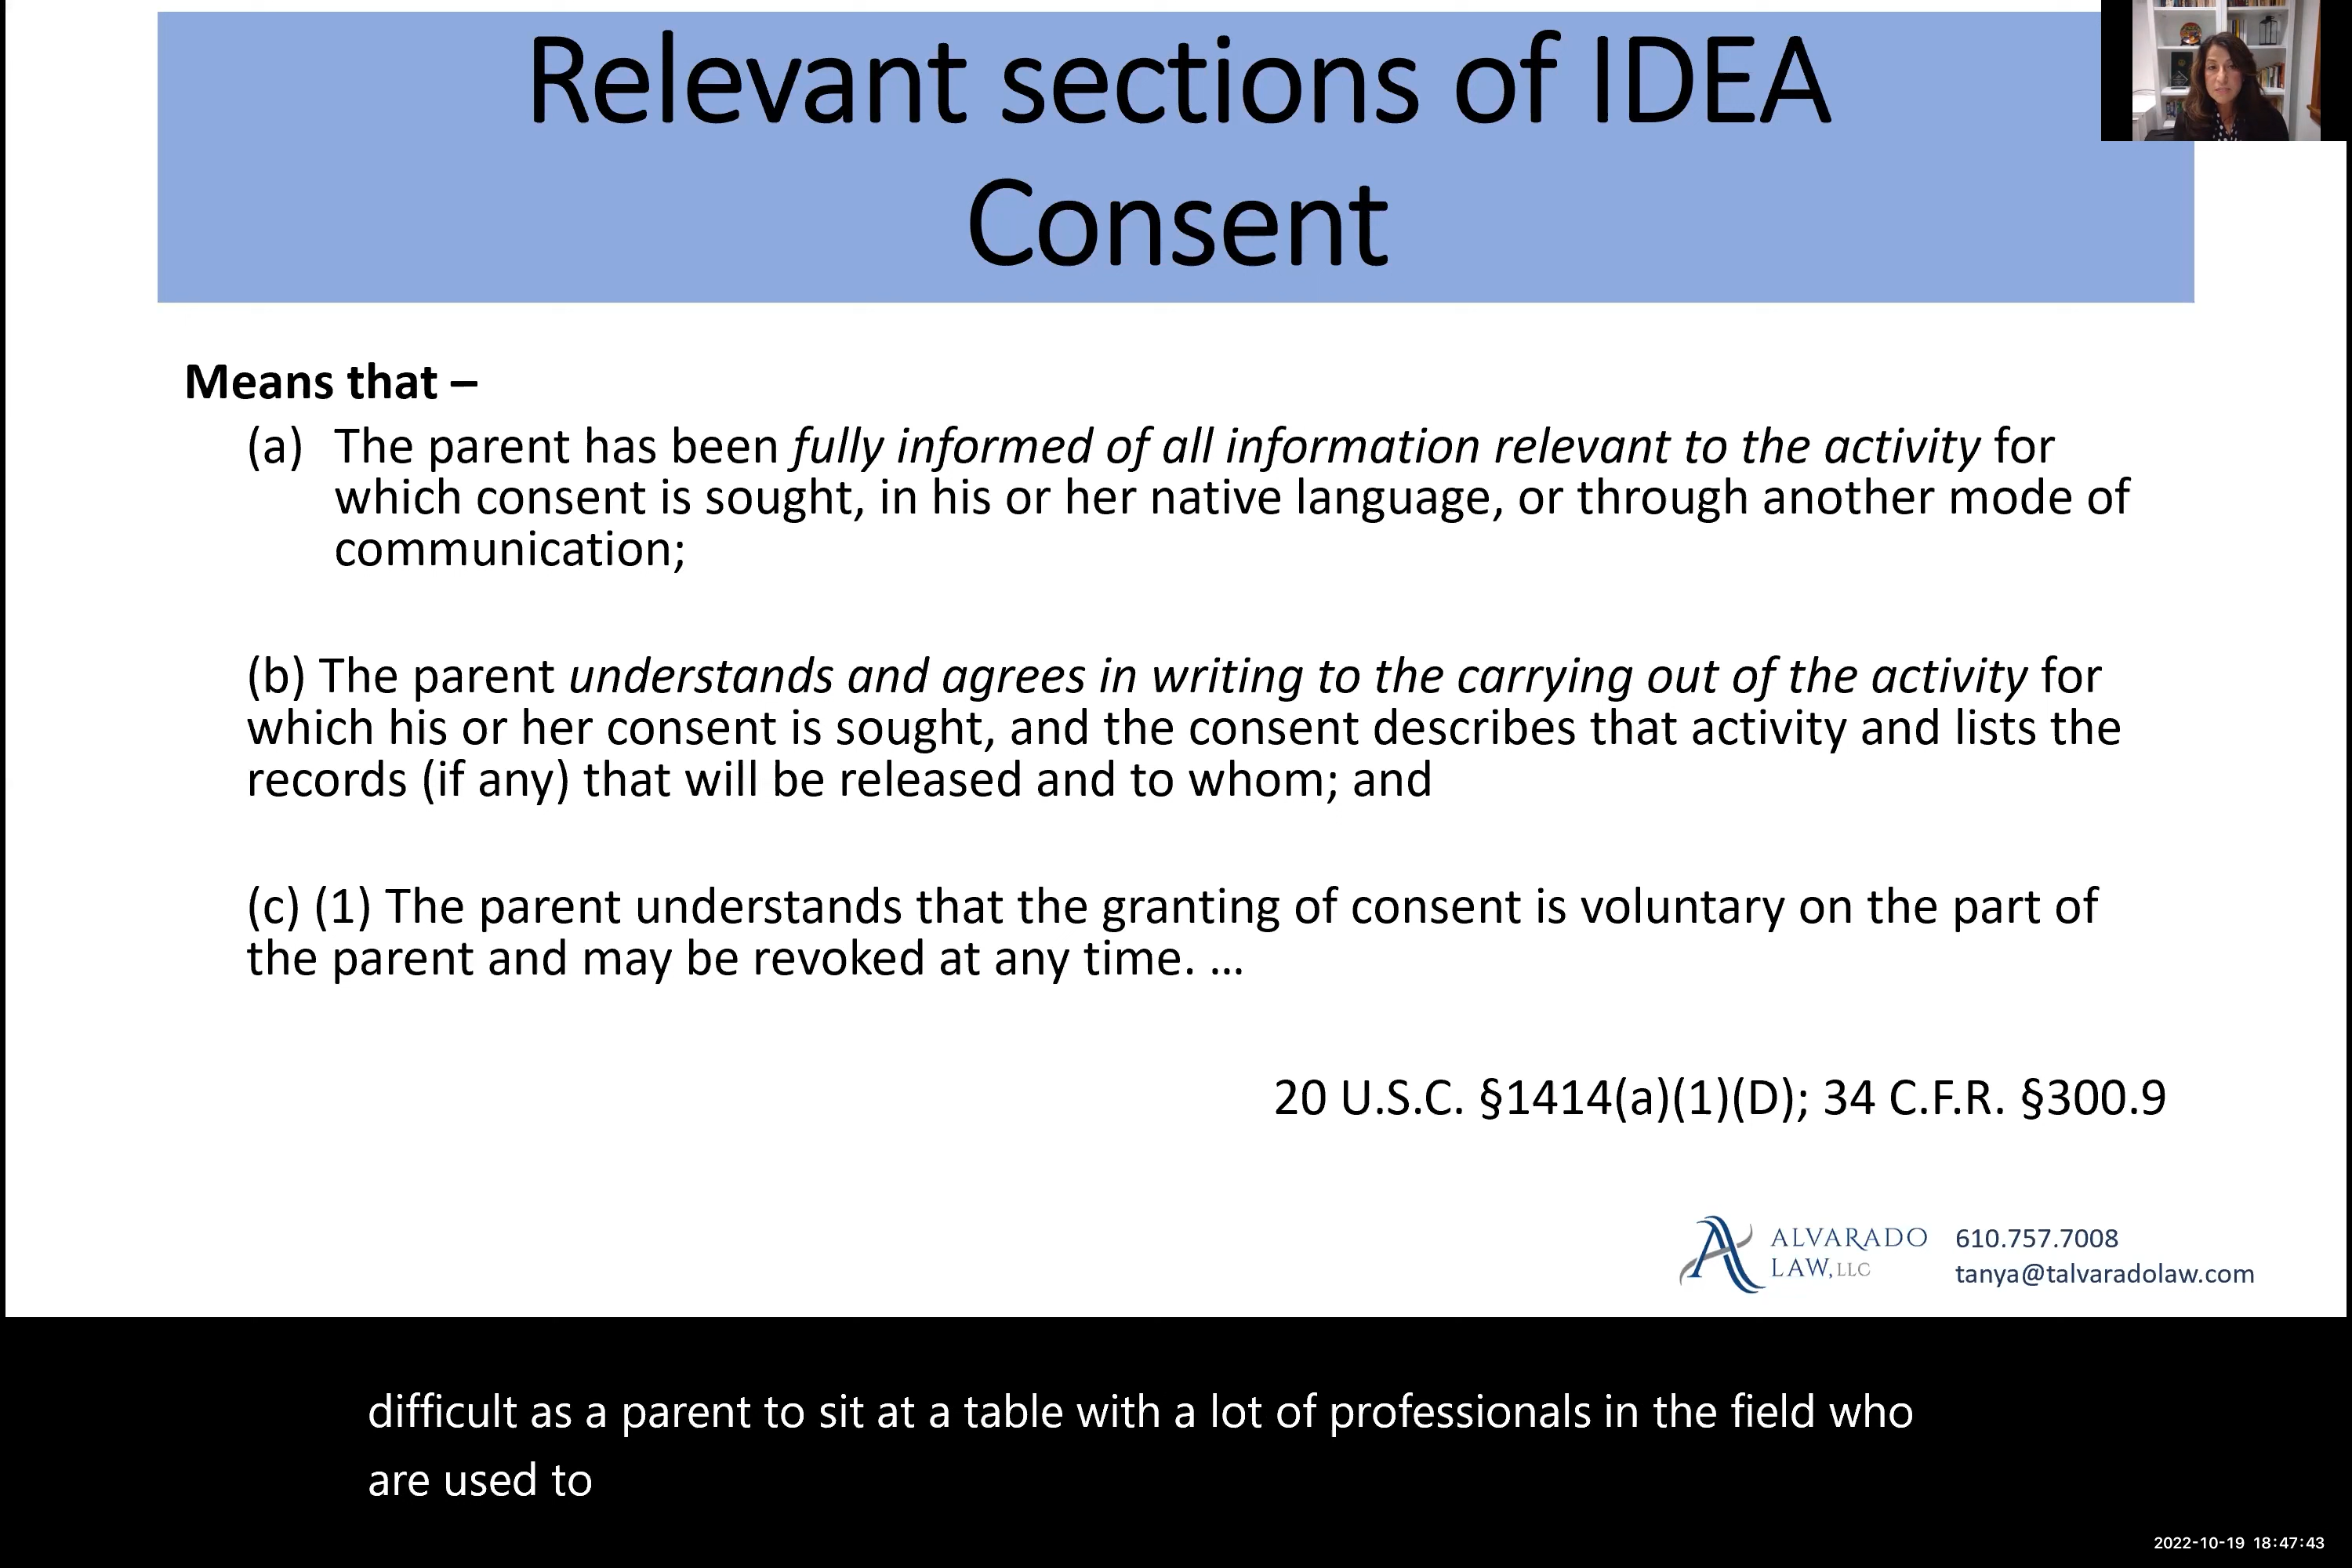 Relevant sections of IDEA
Consent
Means that –
(a) The parent has been fully informed of all information relevant to the activity for
which consent is sought, in his or her native language, or through another mode of
communication;
(b) The parent understands and agrees in writing to the carrying out of the activity for
which his or her consent is sought, and the consent describes that activity and lists the
records (if any) that will be released and to whom; and
(c) (1) The parent understands that the granting of consent is voluntary on the part of
the parent and may be revoked at any time. …
20 U.S.C. §1414(a)(1)(D); 34 C.F.R. §300.9
ALVARADO 610.757.7008
LAW, LLC tanya@talvaradolaw.com
difficult as a parent to sit at a table with a lot of professionals in the field who
are used to
2022-10-19 18:47:43